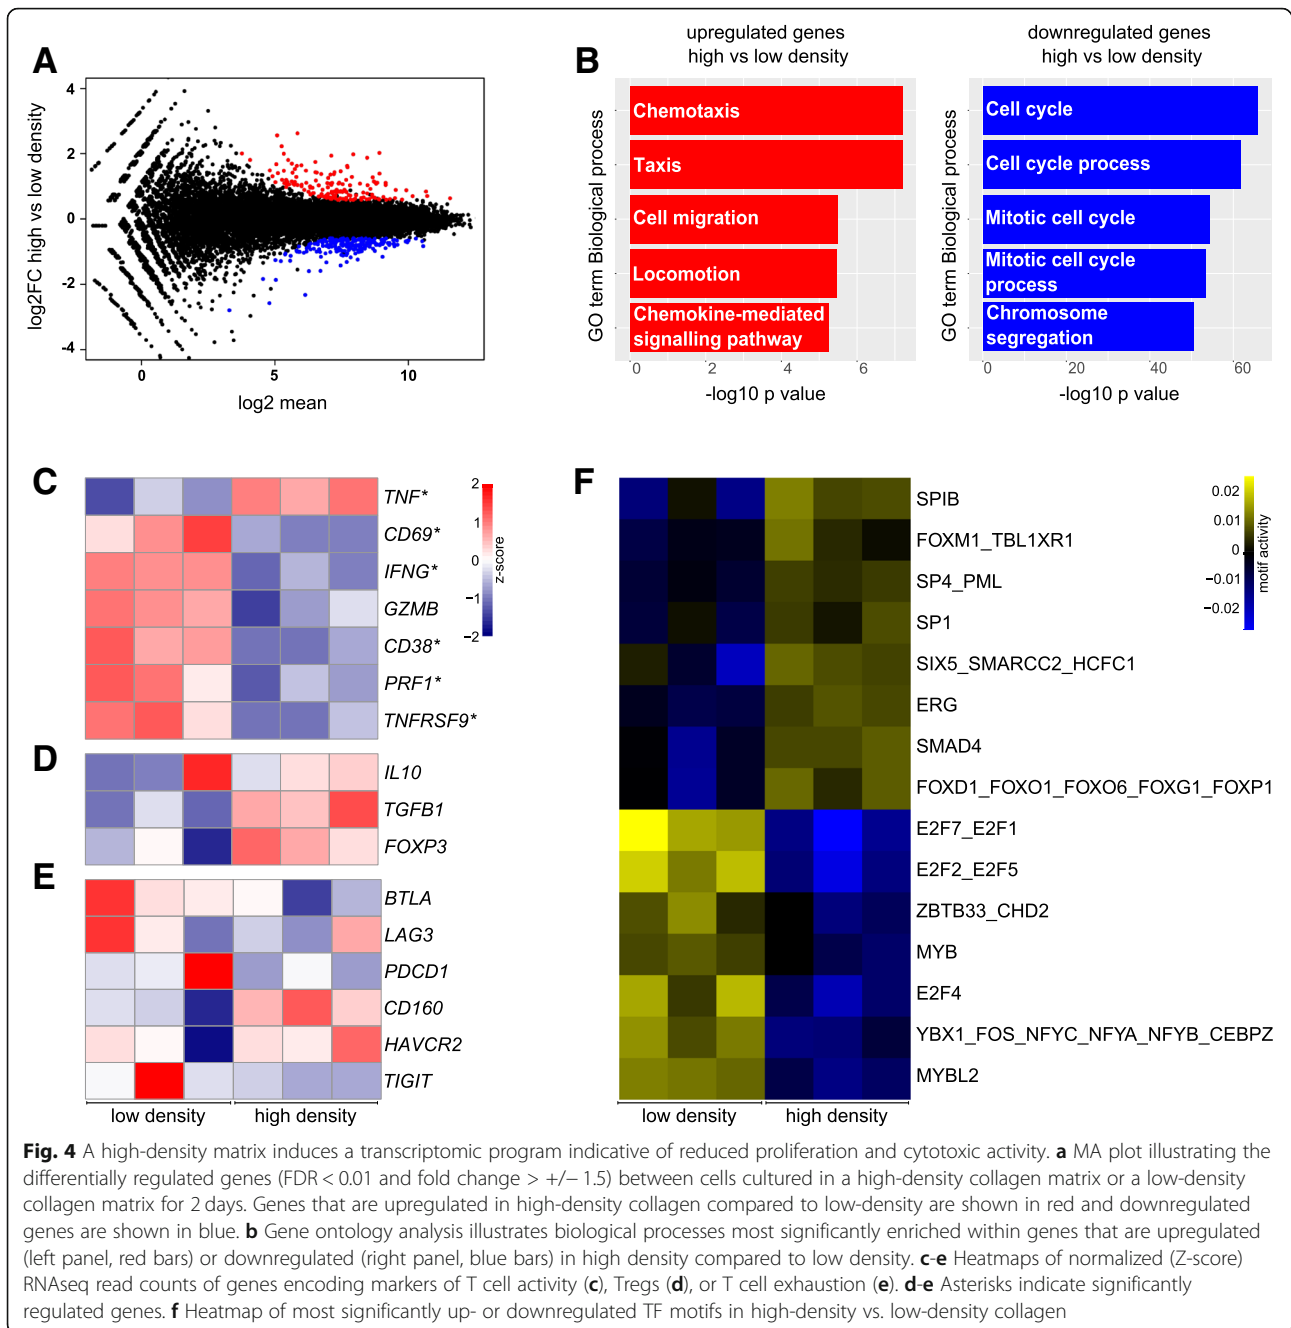 A
log2FC high vs low density
4
2
0
-2
-4
0
5
10
log2 mean
B
upregulated genes
high vs low density
GO term Biological process
Chemotaxis
Taxis
Cell migration
Locomotion
Chemokine-mediated
signalling pathway
0
2
4
6
-log10 p value
downregulated genes
high vs low density
GO term Biological process
Cell cycle
Cell cycle process
Mitotic cell cycle
Mitotic cell cycle
process
Chromosome
segregation
0
20
40
60
-log10 p value
C
TNF*
CD69*
IFNG*
GZMB
CD38*
PRF1*
TNFRSF9*
2
1
0
−1
−2
z-score
D
IL10
TGFB1
FOXP3
E
BTLA
LAG3
PDCD1
CD160
HAVCR2
TIGIT
low density
high density
F
SPIB
FOXM1_TBL1XR1
SP4_PML
SP1
SIX5_SMARCC2_HCFC1
ERG
SMAD4
FOXD1_FOXO1_FOXO6_FOXG1_FOXP1
E2F7_E2F1
E2F2_E2F5
ZBTB33_CHD2
MYB
E2F4
YBX1_FOS_NFYC_NFYA_NFYB_CEBPZ
MYBL2
0.02
0.01
0
−0.01
−0.02
motif activity
low density
high density
Fig. 4 A high-density matrix induces a transcriptomic program indicative of reduced proliferation and cytotoxic activity. a MA plot illustrating the
differentially regulated genes (FDR < 0.01 and fold change > +/− 1.5) between cells cultured in a high-density collagen matrix or a low-density
collagen matrix for 2 days. Genes that are upregulated in high-density collagen compared to low-density are shown in red and downregulated
genes are shown in blue. b Gene ontology analysis illustrates biological processes most significantly enriched within genes that are upregulated
(left panel, red bars) or downregulated (right panel, blue bars) in high density compared to low density. c-e Heatmaps of normalized (Z-score)
RNAseq read counts of genes encoding markers of T cell activity (c), Tregs (d), or T cell exhaustion (e). d-e Asterisks indicate significantly
regulated genes. f Heatmap of most significantly up- or downregulated TF motifs in high-density vs. low-density collagen